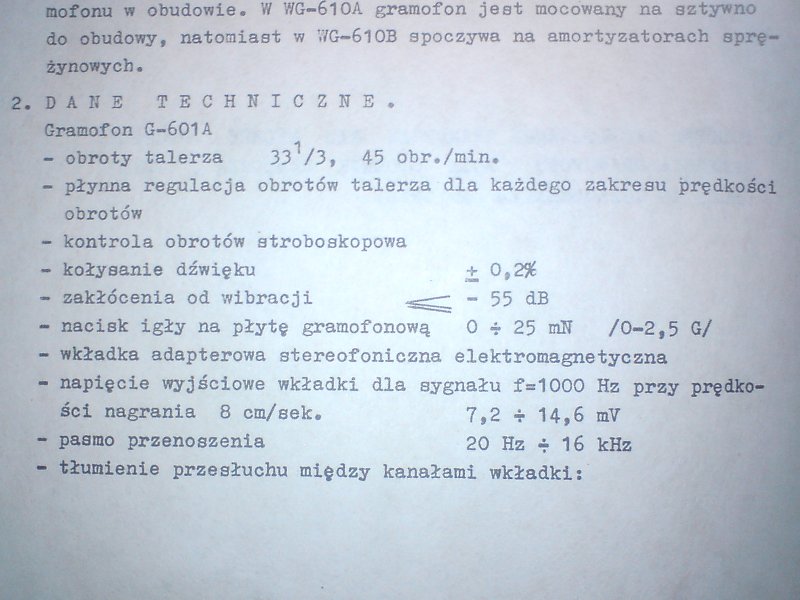 mofonu w obudowie. W WG-610A gramofon jest mocowany na sztywno
do obudowy, natomiast w WG-610B spoczywa na amortyzatorach sprę-
żynowych.
2. D A N E   T E C H N I C Z N E .
Gramofon G-601A
- obroty talerza 33 1/3, 45 obr./min.
- płynna regulacja obrotów talerza dla każdego zakresu prędkości
obrotów
- kontrola obrotów stroboskopowa
- kołysanie dźwięku ± 0,2%
- zakłócenia od wibracji ≤ - 55 dB
- nacisk igły na płytę gramofonową 0 ÷ 25 mN /0-2,5 G/
- wkładka adapterowa stereofoniczna elektromagnetyczna
- napięcie wyjściowe wkładki dla sygnału f=1000 Hz przy prędko-
ści nagrania 8 cm/sek. 7,2 ÷ 14,6 mV
- pasmo przenoszenia 20 Hz ÷ 16 kHz
- tłumienie przesłuchu między kanałami wkładki: